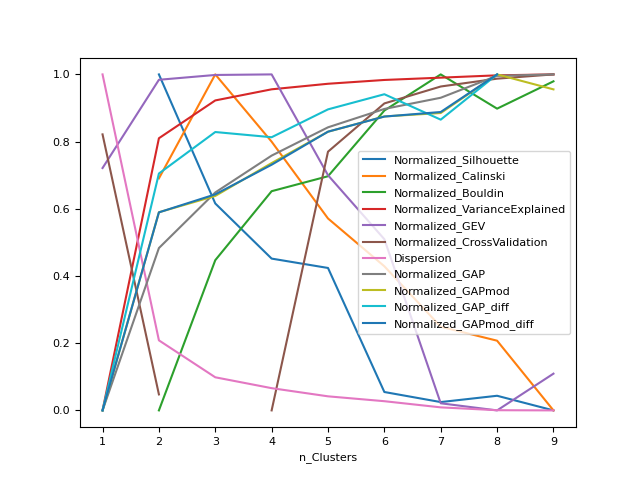 1.0
0.8
0.6
0.4
0.2
0.0
Normalized_Silhouette
Normalized_Calinski
Normalized_Bouldin
Normalized_VarianceExplained
Normalized_GEV
Normalized_CrossValidation
Dispersion
Normalized_GAP
Normalized_GAPmod
Normalized_GAP_diff
Normalized_GAPmod_diff
1 2 3 4 5 6 7 8 9
n_Clusters